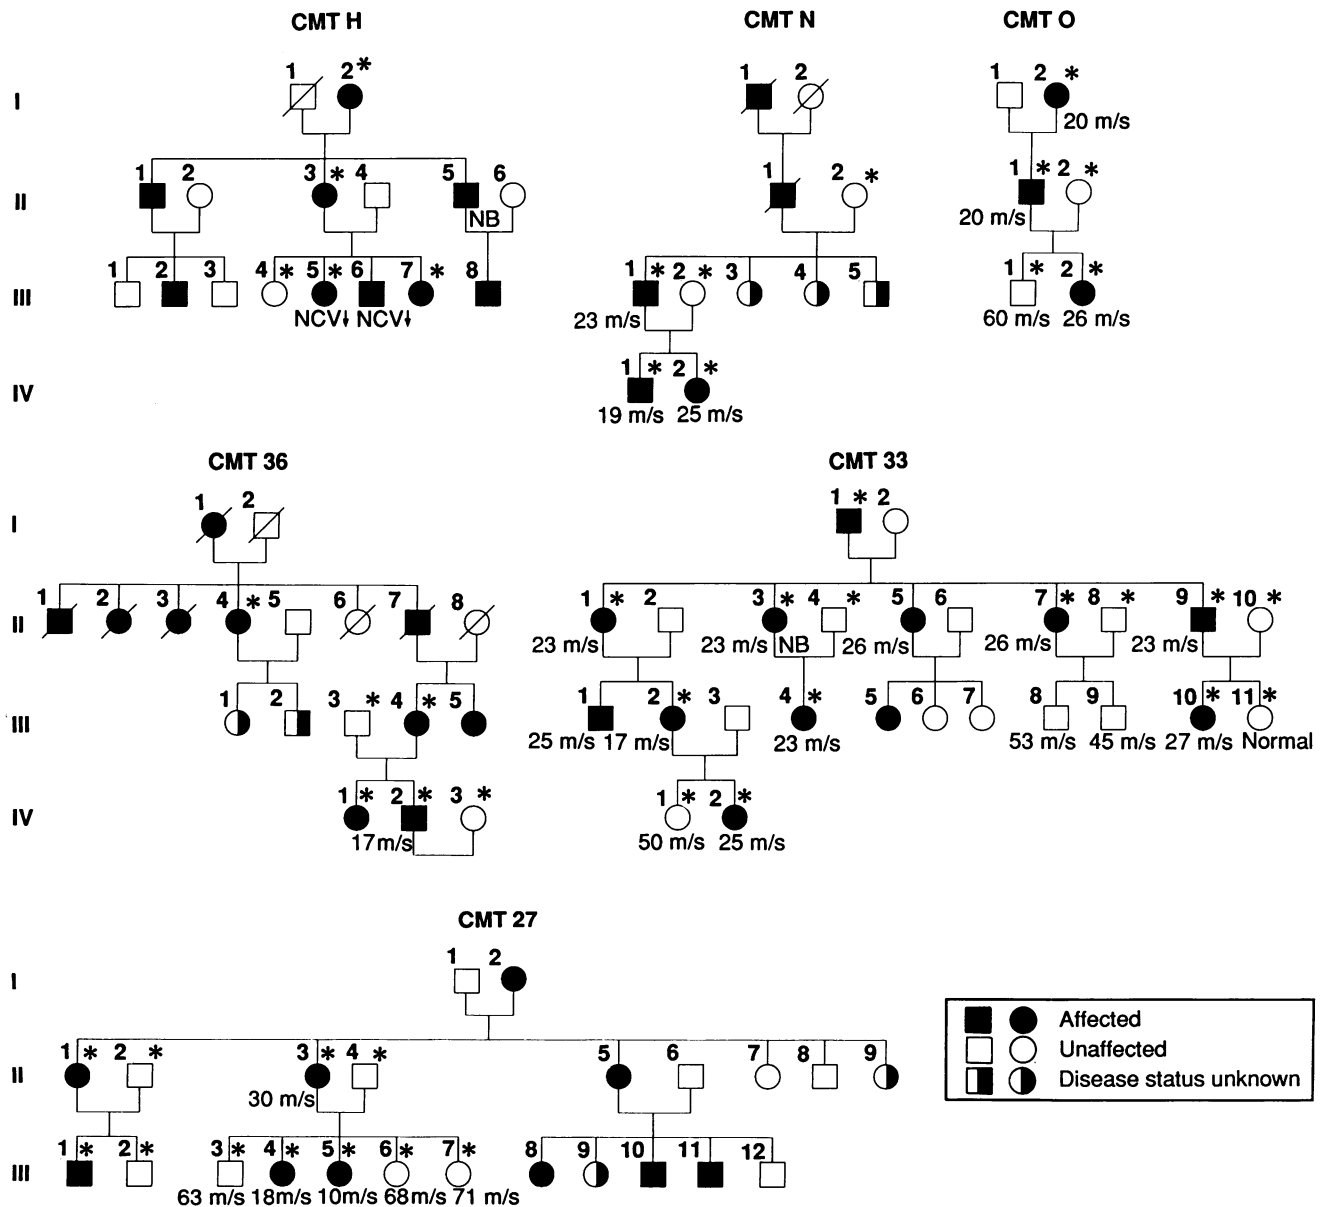 CMT H CMT N CMT O
1 2* 1 2 1 2 *
I
20 m/s
1 2 3 * 4 5 6 1 2 * 1 * 2 *
II
NB 20 m/s
1 2 3 4 * 5 * 6 7 * 8 1 * 2 * 3 4 5 1 * 2 *
III
NCV↓ NCV↓ 23 m/s 60 m/s 26 m/s
1 * 2 *
IV
19 m/s 25 m/s
CMT 36 CMT 33
1 2 1 * 2
I
1 2 3 4 * 5 6 7 8 1 * 2 3 * 4 * 5 6 7 * 8 * 9 * 10 *
II
23 m/s 23 m/s NB 26 m/s 26 m/s 23 m/s
1 2 3 * 4 * 5 1 2 * 3 4 * 5 6 7 8 9 10 * 11 *
III
25 m/s 17 m/s 23 m/s 53 m/s 45 m/s 27 m/s Normal
1 * 2 * 3 * 1 * 2 *
IV
17 m/s 50 m/s 25 m/s
CMT 27
1 2
I
Affected
1 * 2 * 3 * 4 * 5 6 7 8 9
Unaffected
II
Disease status unknown
30 m/s
1 * 2 * 3 * 4 * 5 * 6 * 7 * 8 9 10 11 12
III
63 m/s 18 m/s 10 m/s 68 m/s 71 m/s